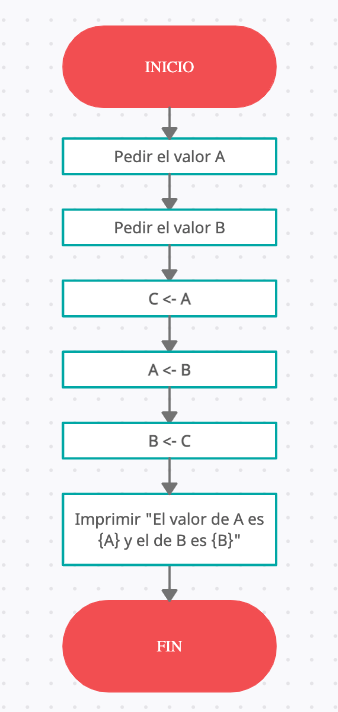 INICIO
Pedir el valor A
Pedir el valor B
C <- A
A <- B
B <- C
Imprimir "El valor de A es
{A} y el de B es {B}"
FIN